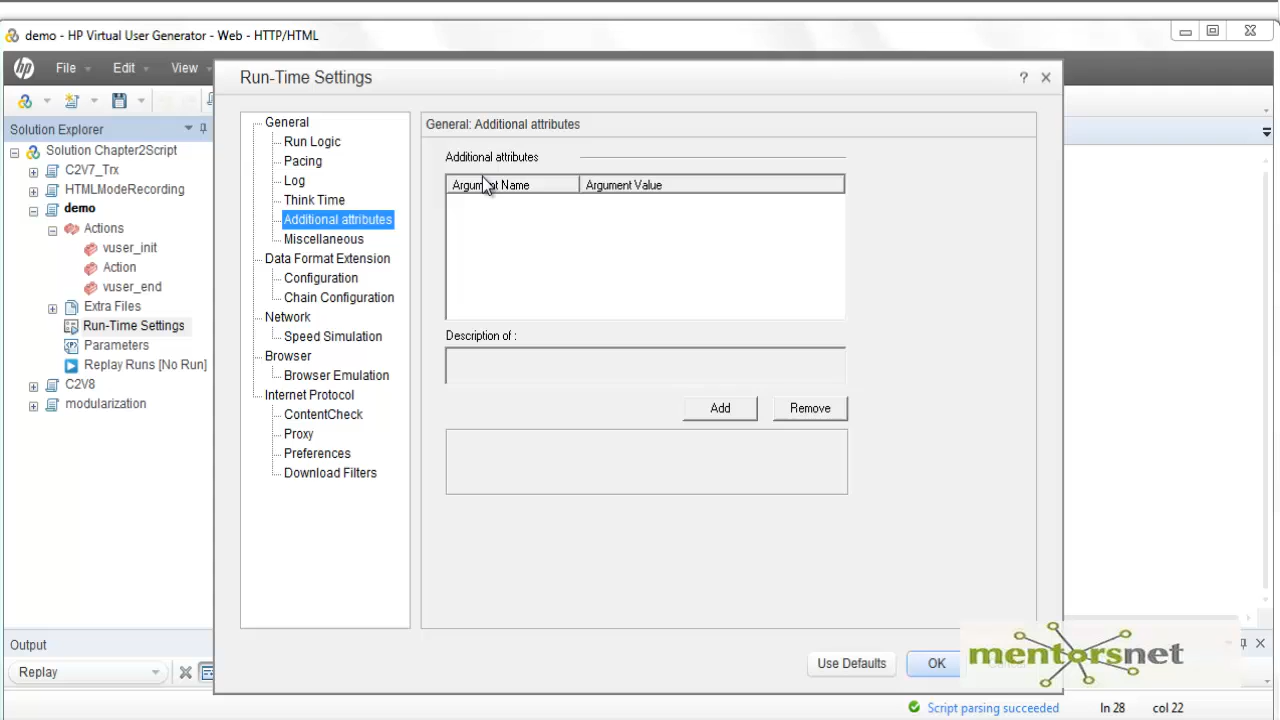 demo - HP Virtual User Generator - Web - HTTP/HTML
hp
File
Edit
View
Run-Time Settings
?
Solution Explorer
Solution Chapter2Script
C2V7_Trx
HTMLModeRecording
demo
Actions
vuser_init
Action
vuser_end
Extra Files
Run-Time Settings
Parameters
Replay Runs [No Run]
C2V8
modularization
General
Run Logic
Pacing
Log
Think Time
Additional attributes
Miscellaneous
Data Format Extension
Configuration
Chain Configuration
Network
Speed Simulation
Browser
Browser Emulation
Internet Protocol
ContentCheck
Proxy
Preferences
Download Filters
General: Additional attributes
Additional attributes
Argument Name
Argument Value
Description of :
Add
Remove
Use Defaults
OK
mentorsnet
Output
Replay
Script parsing succeeded
ln 28
col 22